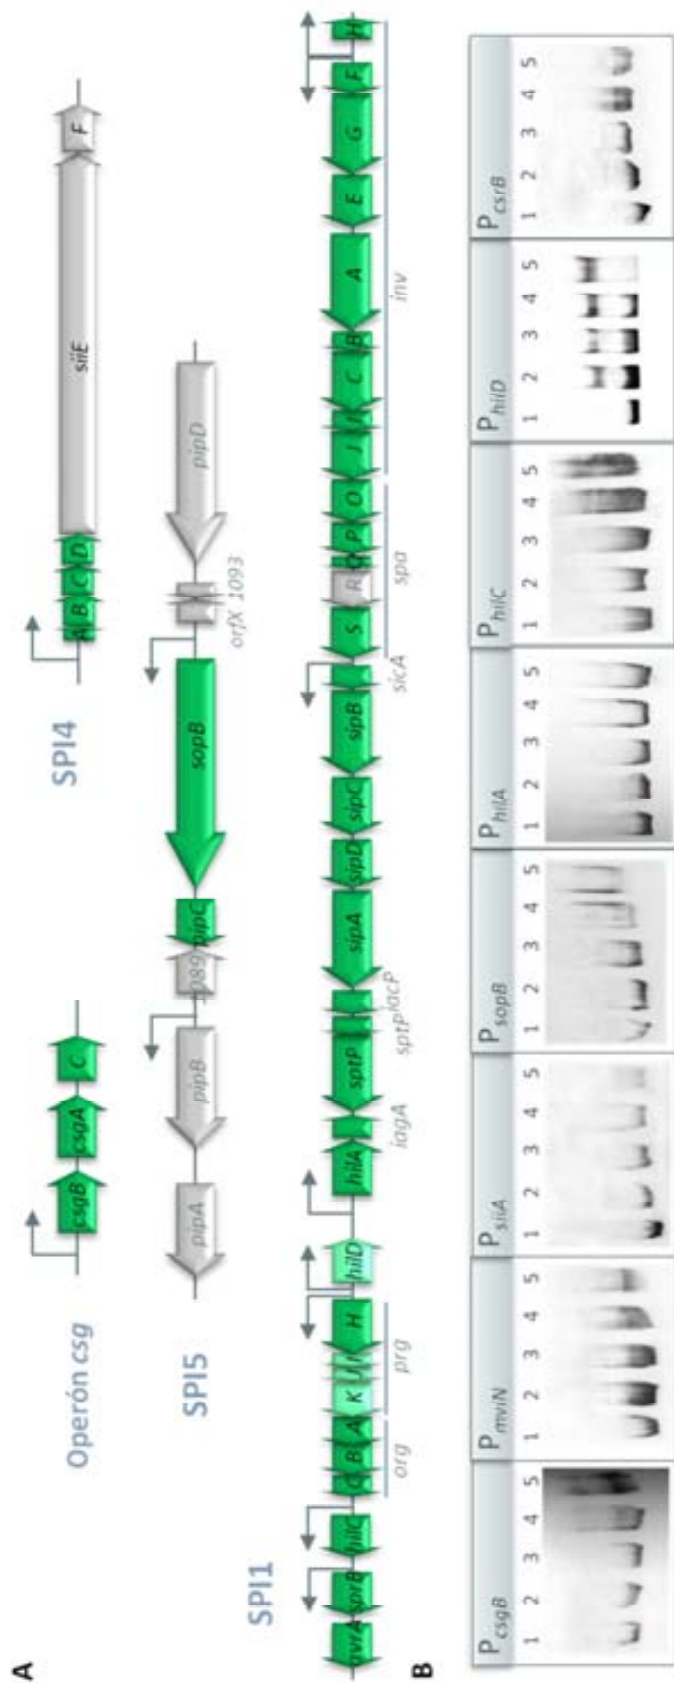 A
Operón csg
csgB csgA C
SPI4
A B C D siiE F
SPI5
pipA pipB 1089 pipC sopB orfX 1093 pipD
SPI1
avrA sprB hilC C B A K J I H hilD hilA iagA sptP sptP iacP sipA sipD sipC sipB sicA S R Q P O J I C B A E G F H
org prg spa inv
B
PcsgB PmviN PsiiA PsopB PhilA PhilC PhilD PcsrB
1 2 3 4 5 1 2 3 4 5 1 2 3 4 5 1 2 3 4 5 1 2 3 4 5 1 2 3 4 5 1 2 3 4 5 1 2 3 4 5